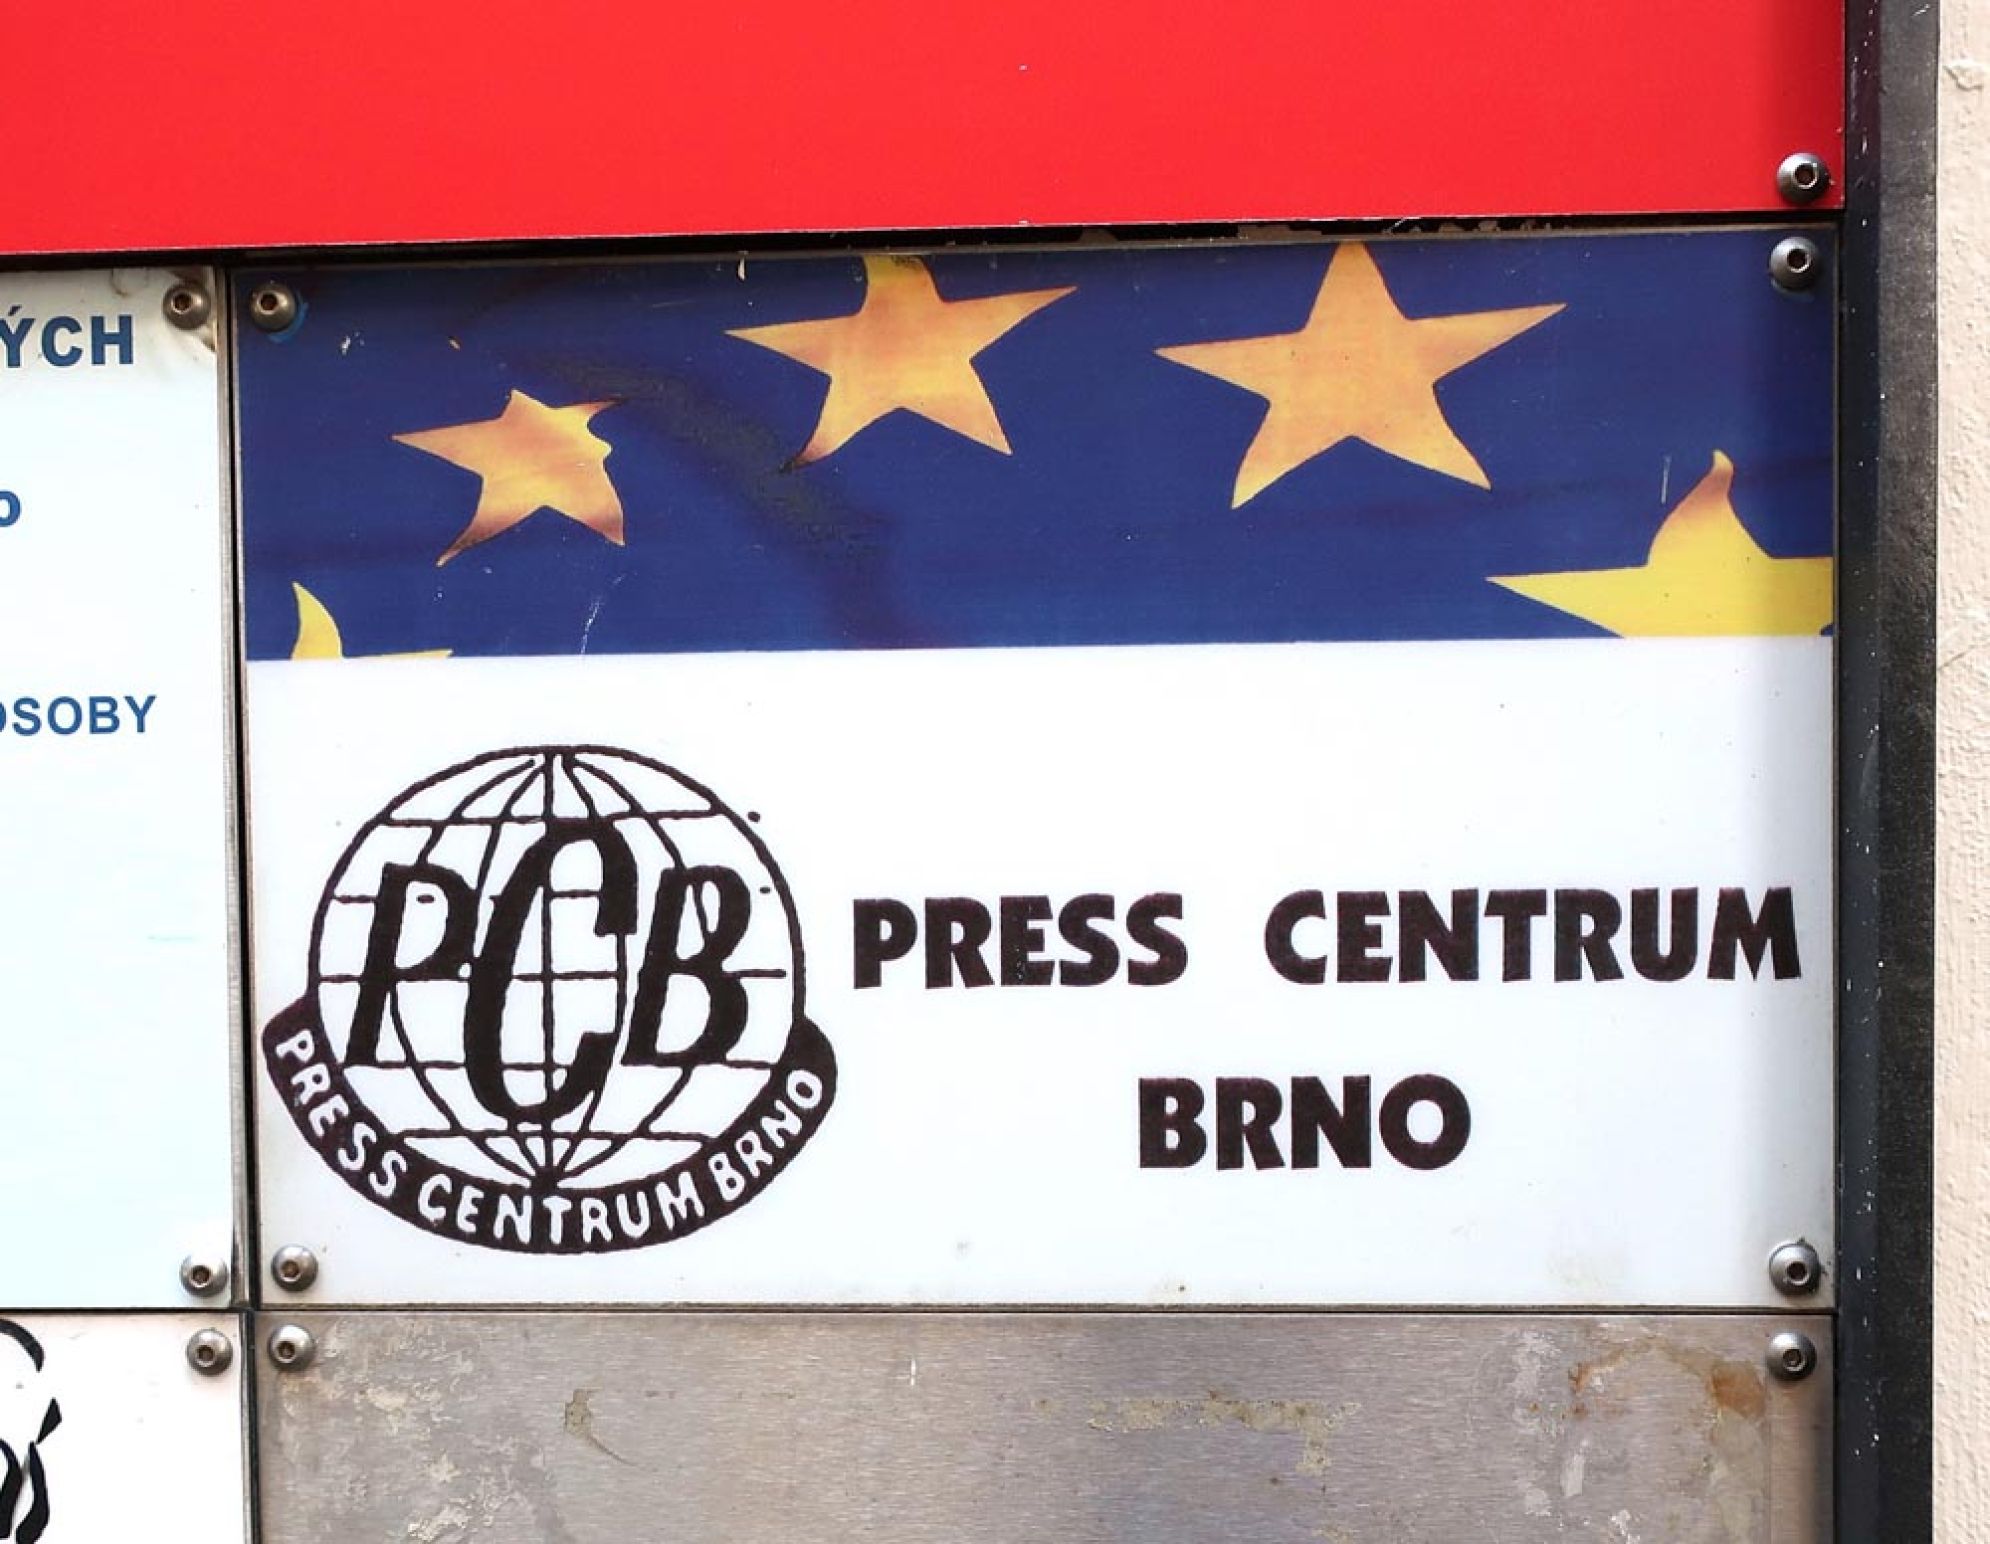 ÝCH
OSOBY
PCB
PRESS CENTRUM BRNO
PRESS CENTRUM
BRNO